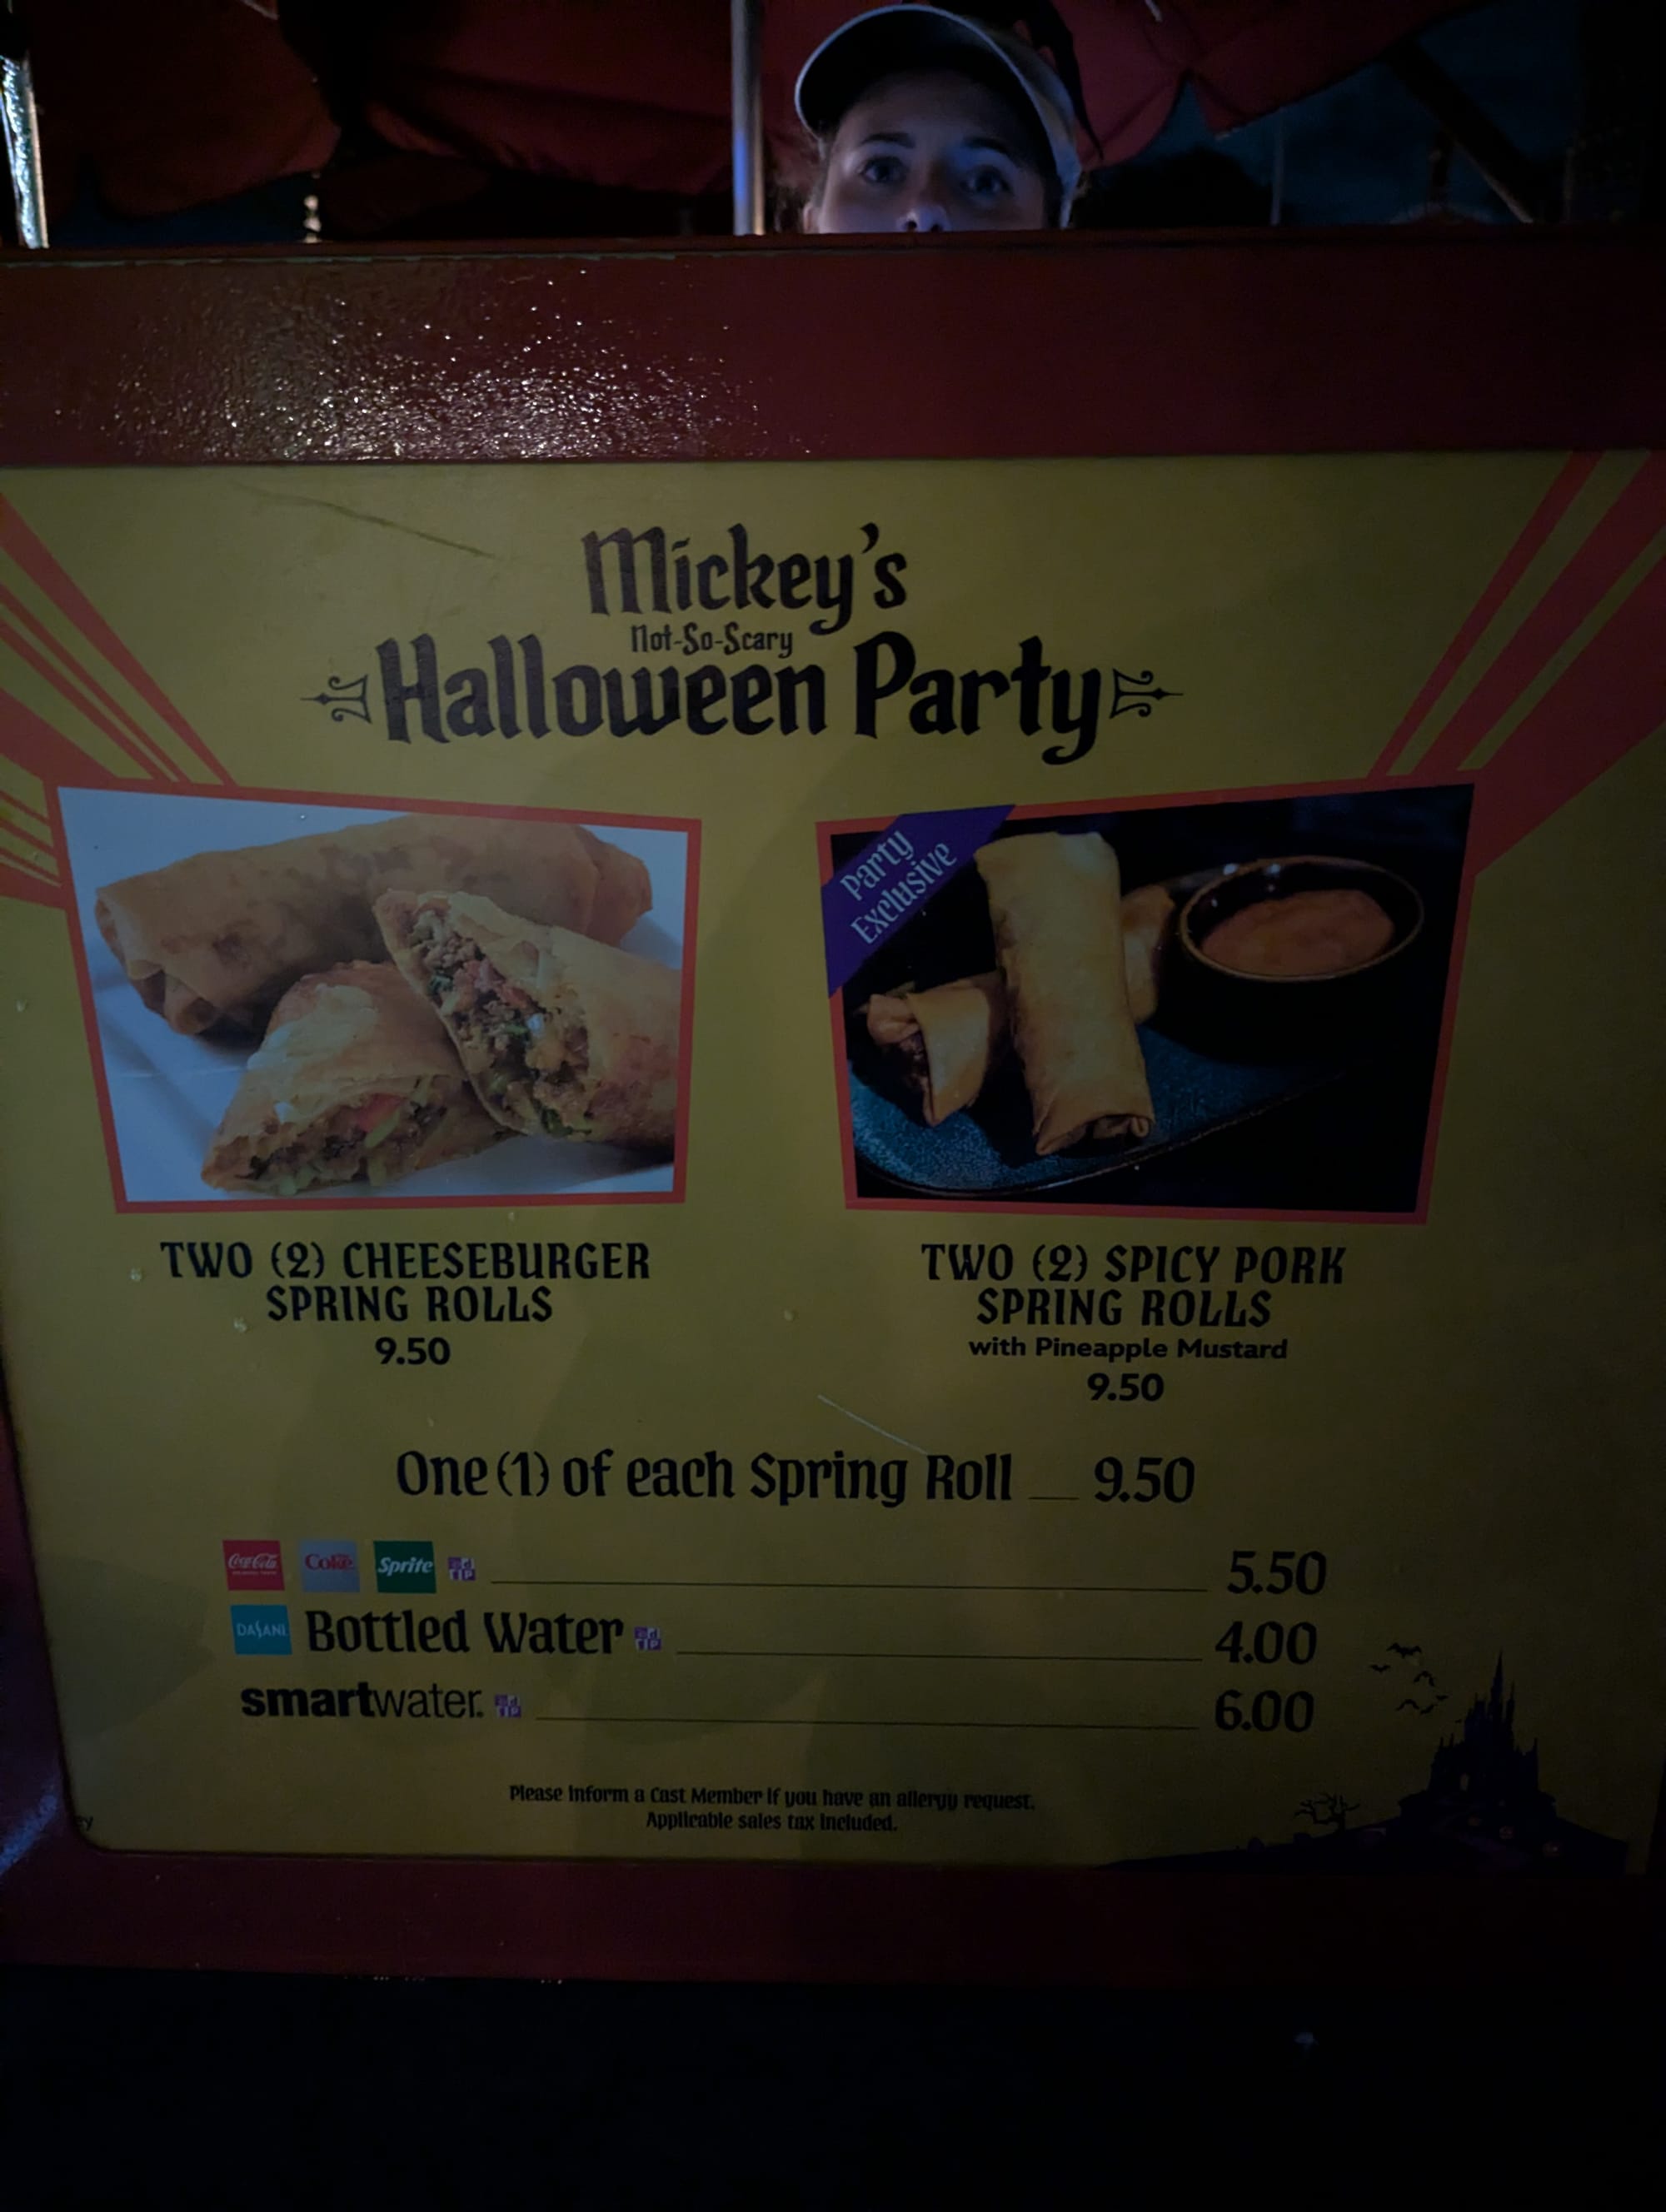 Mickey's
Not-So-Scary
Halloween Party
Party
Exclusive
TWO (2) CHEESEBURGER
SPRING ROLLS
9.50
TWO (2) SPICY PORK
SPRING ROLLS
with Pineapple Mustard
9.50
One (1) of each Spring Roll 9.50
Coca-Cola Coke Sprite 5.50
DASANI Bottled Water 4.00
smartwater. 6.00
Please inform a Cast Member if you have an allergy request.
Applicable sales tax included.